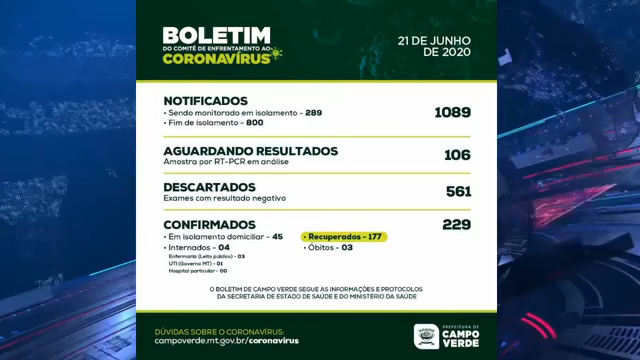 BOLETIM
DO COMITÊ DE ENFRENTAMENTO AO
CORONAVÍRUS
21 DE JUNHO
DE 2020
NOTIFICADOS
• Sendo monitorado em isolamento - 289
• Fim de isolamento - 800
1089
AGUARDANDO RESULTADOS
Amostra por RT-PCR em análise
106
DESCARTADOS
Exames com resultado negativo
561
CONFIRMADOS
229
• Em isolamento domiciliar - 45
• Recuperados - 177
• Internados - 04
• Óbitos - 03
Enfermaria (Leito público) - 03
UTI (Governo MT) - 01
Hospital particular - 00
O BOLETIM DE CAMPO VERDE SEGUE AS INFORMAÇÕES E PROTOCOLOS
DA SECRETARIA DE ESTADO DE SAÚDE E DO MINISTÉRIO DA SAÚDE
DÚVIDAS SOBRE O CORONAVÍRUS:
campoverde.mt.gov.br/coronavirus
PREFEITURA DE
CAMPO
VERDE